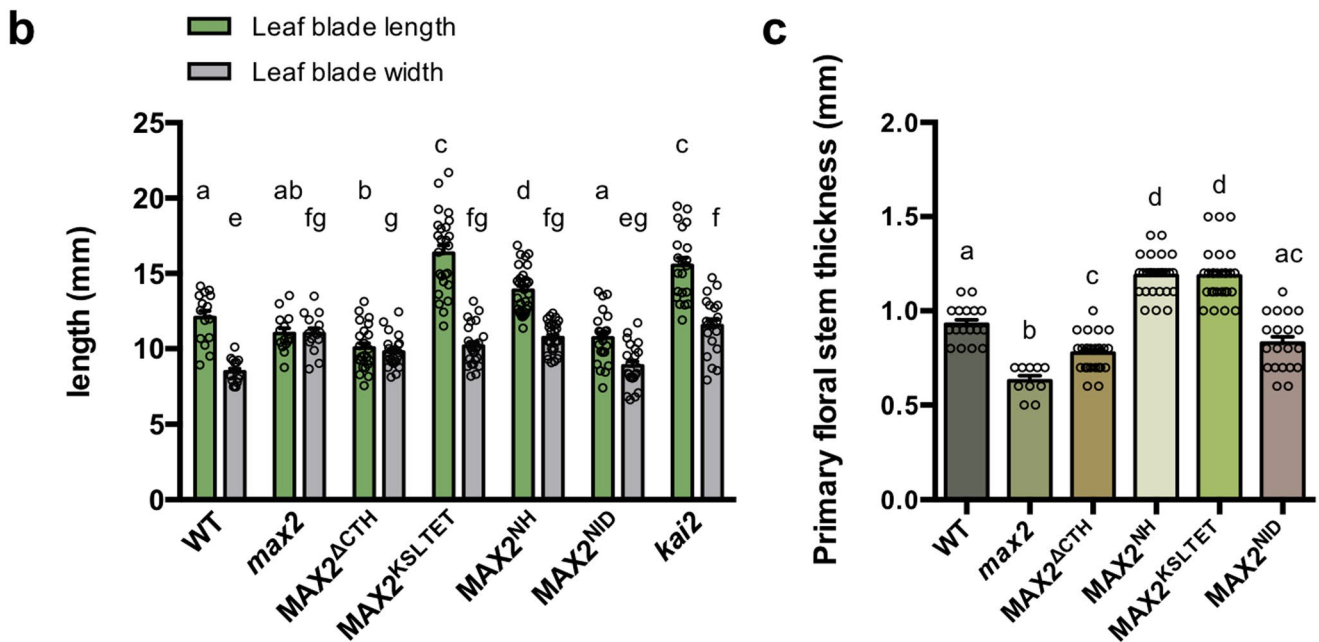 b
Leaf blade length
Leaf blade width
length (mm)
25
20
15
10
5
0
a
e
ab
fg
b
g
c
fg
d
fg
a
eg
c
f
WT
max2
MAX2ΔCTH
MAX2KSLTET
MAX2NH
MAX2NID
kai2
c
Primary floral stem thickness (mm)
2.0
1.5
1.0
0.5
0.0
a
b
c
d
d
ac
WT
max2
MAX2ΔCTH
MAX2NH
MAX2KSLTET
MAX2NID